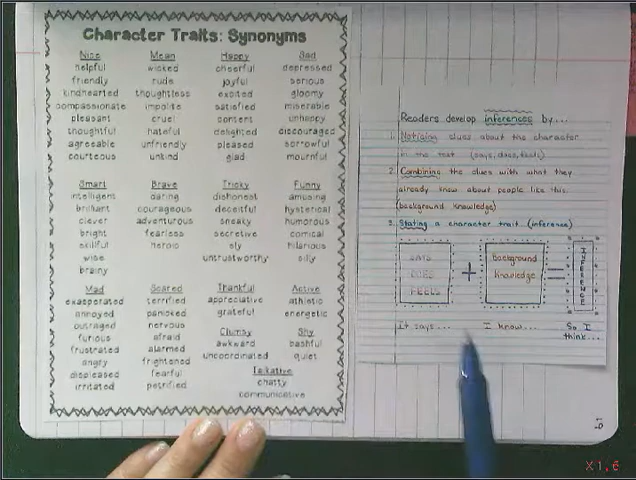 Character Traits: Synonyms
Nice
helpful
friendly
kindhearted
compassionate
pleasant
thoughtful
agreeable
courteous
Mean
wicked
rude
thoughtless
impolite
cruel
hateful
unfriendly
unkind
Happy
cheerful
joyful
excited
satisfied
content
delighted
pleased
glad
Sad
depressed
serious
gloomy
miserable
unhappy
discouraged
sorrowful
mournful
Smart
intelligent
brilliant
clever
bright
skillful
wise
brainy
Brave
daring
courageous
adventurous
fearless
heroic
Tricky
dishonest
deceitful
sneaky
secretive
sly
untrustworthy
Funny
amusing
hysterical
humorous
comical
hilarious
silly
Mad
exasperated
annoyed
outraged
furious
frustrated
angry
displeased
irritated
Scared
terrified
panicked
nervous
afraid
alarmed
frightened
fearful
petrified
Thankful
appreciative
grateful
Clumsy
awkward
uncoordinated
Active
athletic
energetic
Shy
bashful
quiet
Talkative
chatty
communicative
Readers develop inferences by...
1. Noticing clues about the character
in the text (says, does, feels)
2. Combining the clues with what they
already know about people like this.
(background knowledge)
3. Stating a character trait (inference)
SAYS
DOES
FEELS
+
Background
Knowledge
=
INFERENCE
It says...
I know...
So I
think...